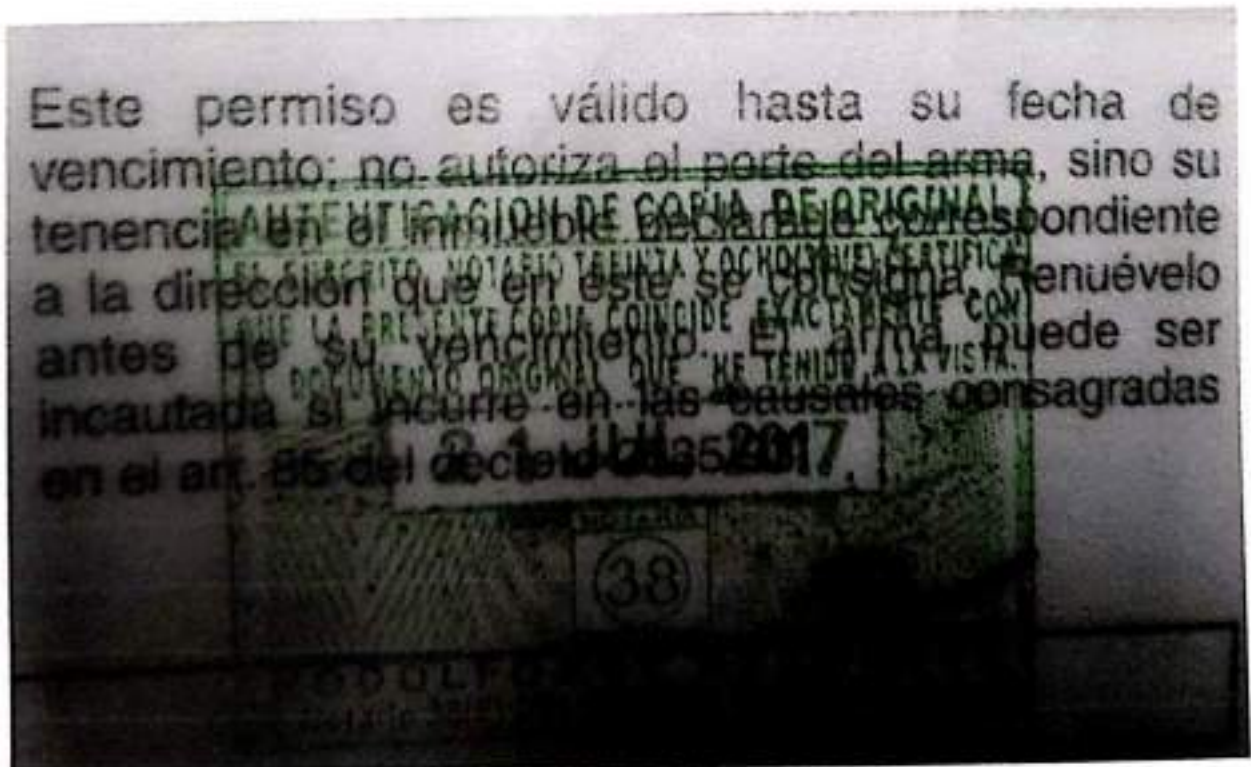 Este permiso es válido hasta su fecha de
vencimiento; no autoriza el porte del arma, sino su
tenencia en el inmueble declarado correspondiente
a la dirección que en este se consigna. Renuévelo
antes de su vencimiento. El arma puede ser
incautada si incurre en las causales consagradas
en el art. 85 del decreto
AUTENTICACION DE COPIA DE ORIGINAL
EL SUSCRITO NOTARIO TREINTA Y OCHO CERTIFICA
QUE LA PRESENTE COPIA COINCIDE EXACTAMENTE CON
DOCUMENTO ORIGINAL QUE HE TENIDO A LA VISTA.
2 1 JUL. 2017
NOTARIA
38
RODOLFO